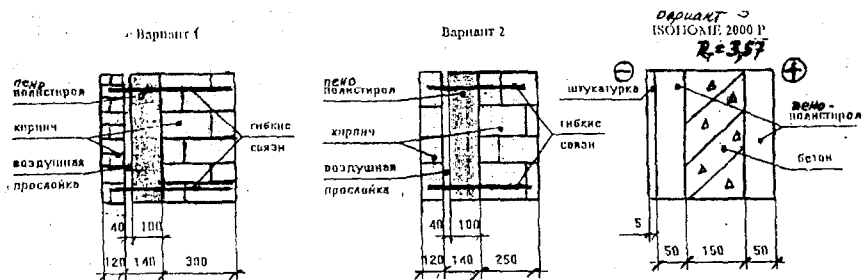 Вариант 1
пено
полистирол
кирпич
воздушная
прослойка
гибкие
связи
40 100
120 140 300
Вариант 2
пено
полистирол
кирпич
воздушная
прослойка
гибкие
связи
40 100
120 140 250
вариант
ISOHOME 2000 P
Rт = 3,57
−
+
штукатурка
пено-
полистирол
бетон
5
50 150 50